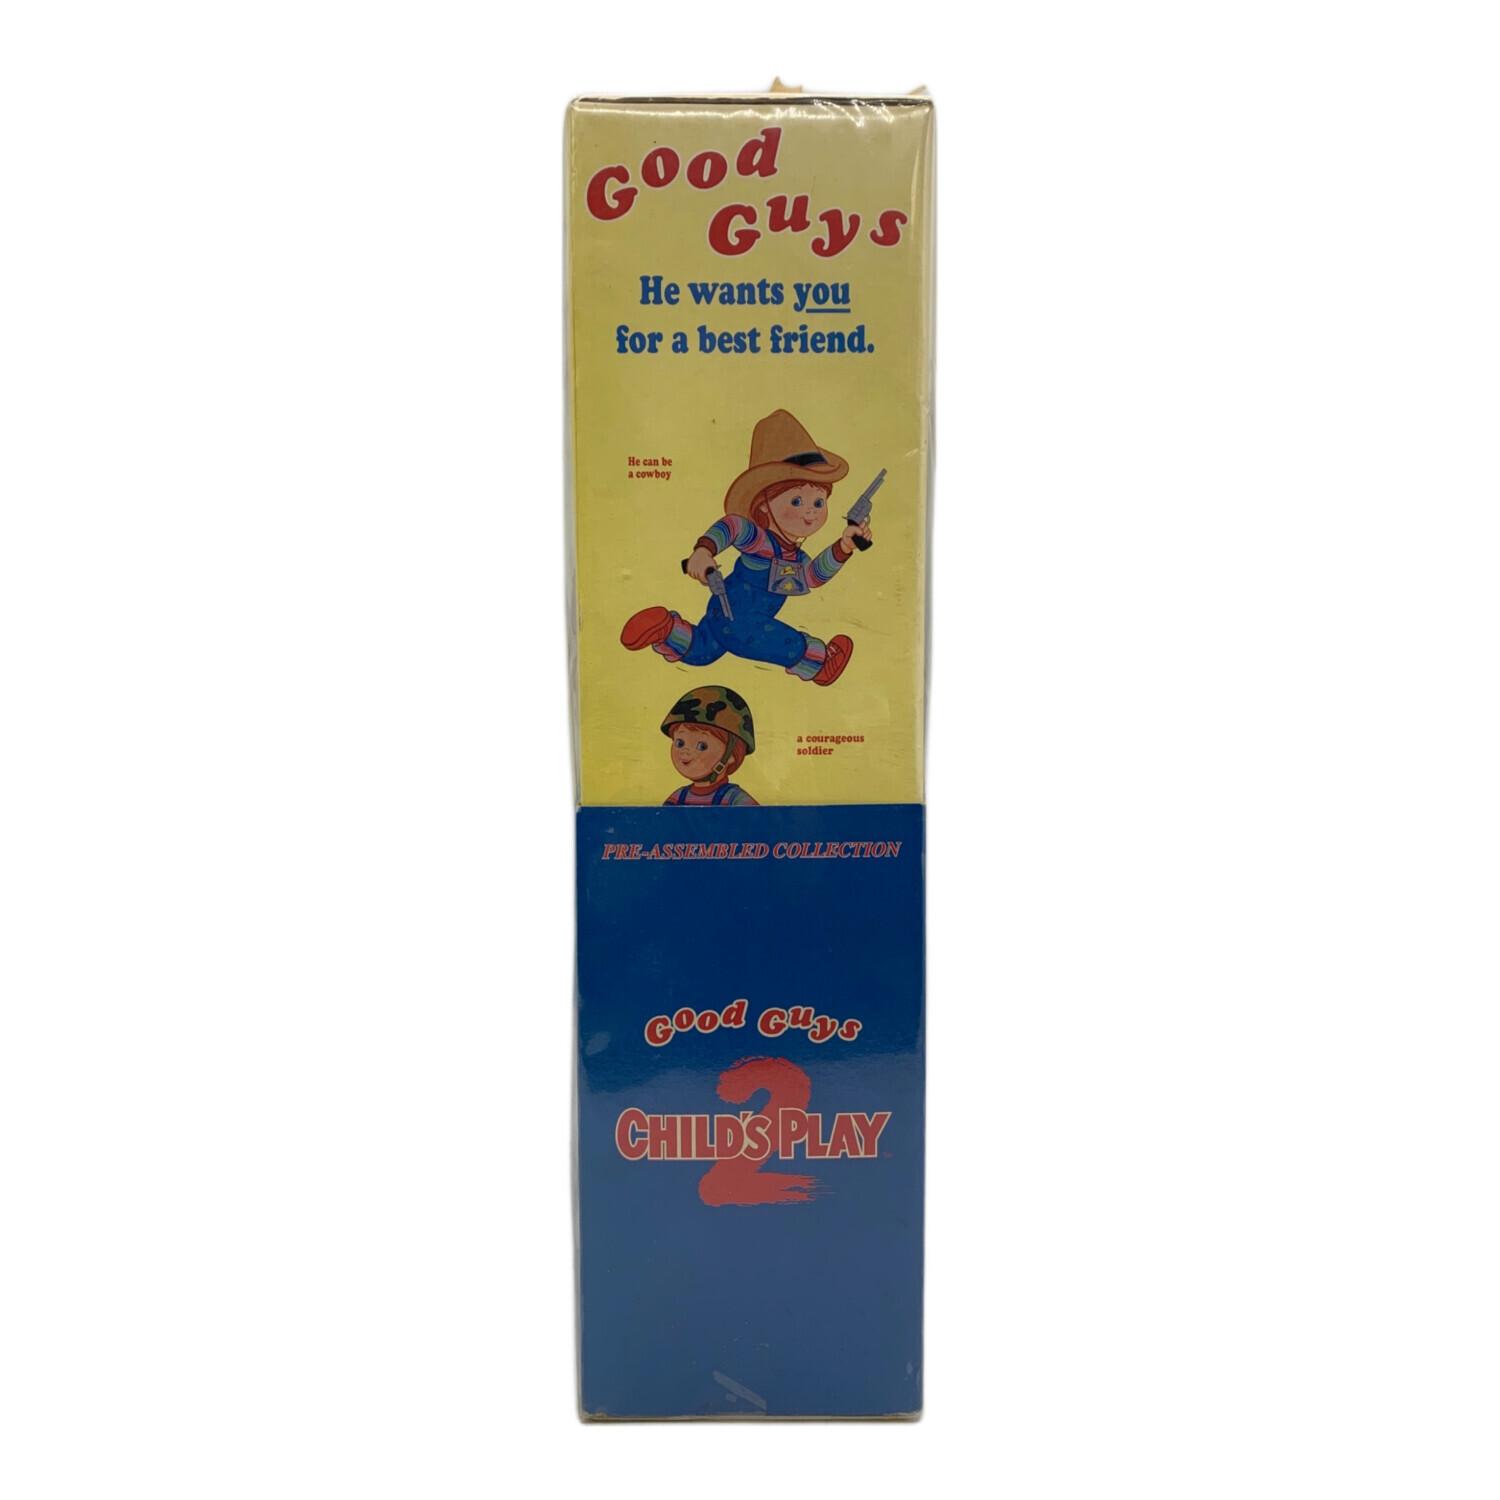 Good
Guys
He wants you
for a best friend.
He can be
a cowboy
a courageous
soldier
PRE-ASSEMBLED COLLECTION
Good Guys
2
CHILD'S PLAY